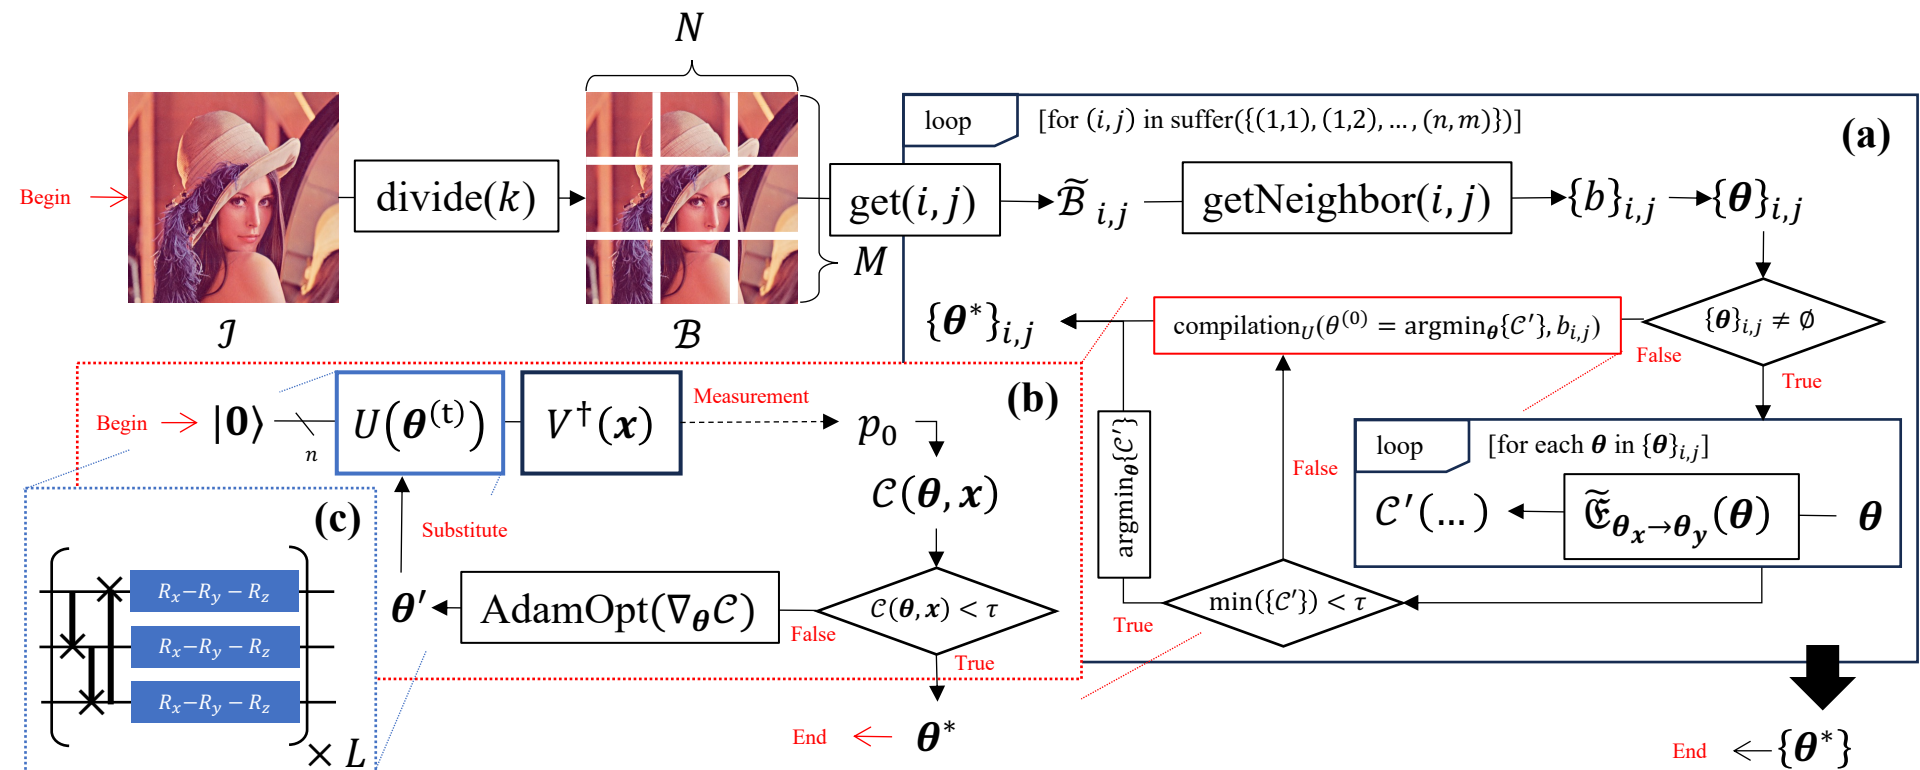 N
Begin
divide(k)
M
𝒥
ℬ
get(i, j)
loop
[for (i, j) in suffer({(1,1), (1,2), … , (n, m)})]
(a)
ℬ̃ i,j
getNeighbor(i, j)
{b}i,j
{θ}i,j
{θ}i,j ≠ ∅
False
True
compilationU(θ(0) = argminθ{𝒞′}, bi,j)
{θ*}i,j
loop
[for each θ in {θ}i,j]
θ
𝔈̃θx→θy(θ)
𝒞′(…)
min({𝒞′}) < τ
False
True
argminθ{𝒞′}
{θ*}
End
(b)
Begin
|0⟩
n
U(θ(t))
V†(x)
Measurement
p0
𝒞(θ, x)
𝒞(θ, x) < τ
False
True
AdamOpt(∇θ𝒞)
θ′
Substitute
θ*
End
(c)
Rx−Ry − Rz
Rx−Ry − Rz
Rx−Ry − Rz
× L